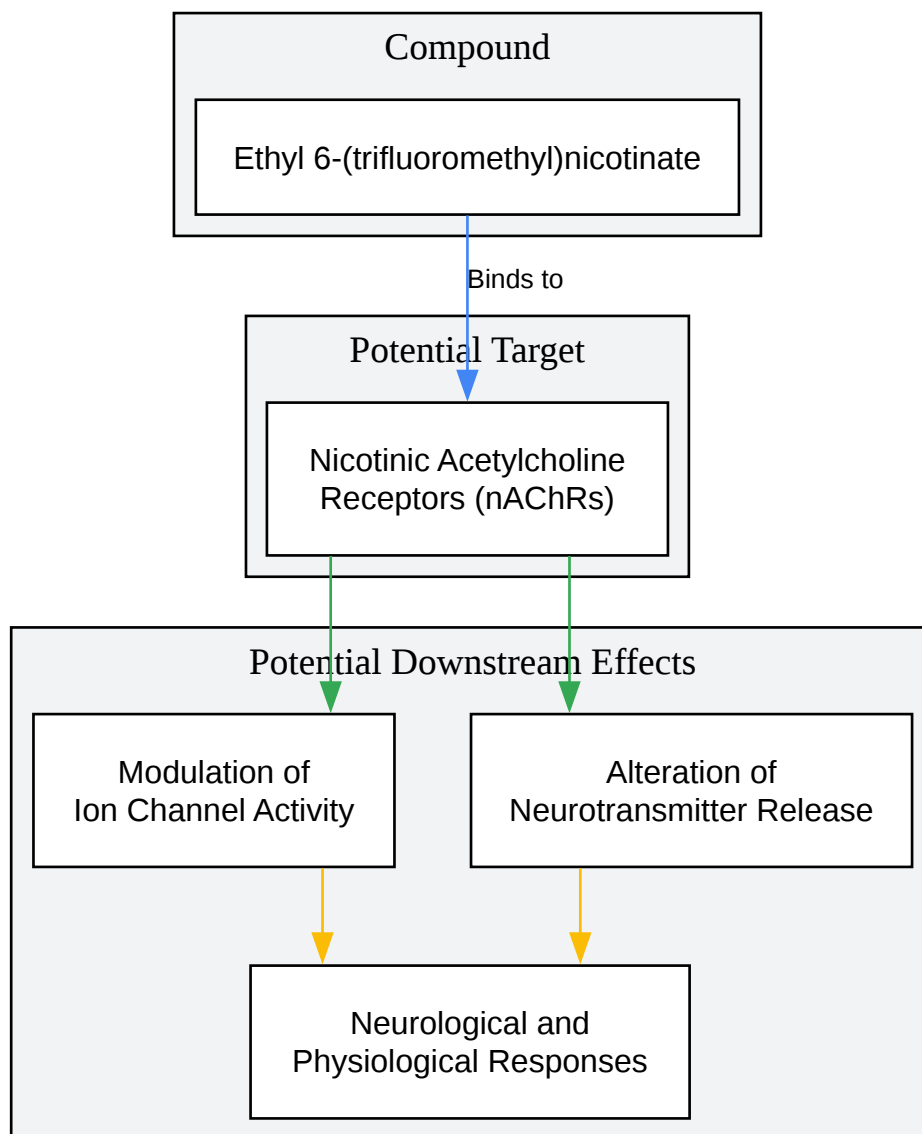 Compound
Ethyl 6-(trifluoromethyl)nicotinate
Binds to
Potential Target
Nicotinic Acetylcholine
Receptors (nAChRs)
Potential Downstream Effects
Modulation of
Ion Channel Activity
Alteration of
Neurotransmitter Release
Neurological and
Physiological Responses